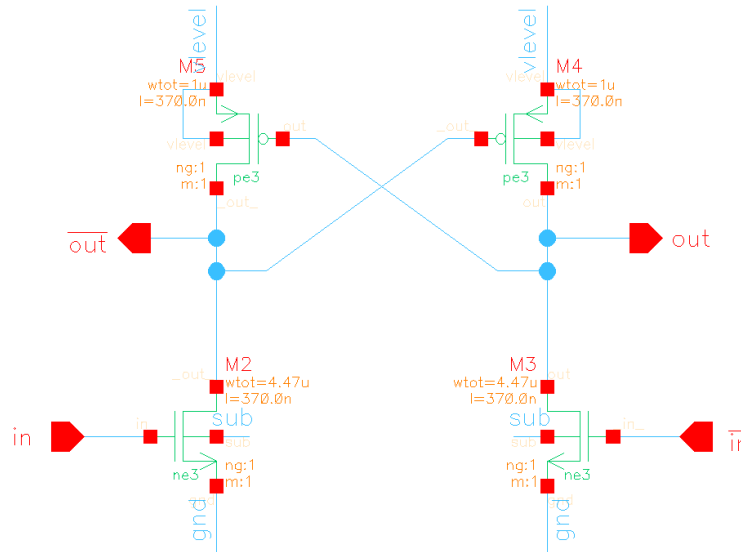 vlevel
vlevel
M5
vlevel
vlevel
M4
wtot=1u
wtot=1u
l=370.0n
l=370.0n
_out_
out
vlevel
vlevel
ng:1
pe3
pe3
ng:1
m:1
m:1
_out_
out
out
out
M2
M3
_out_
out
wtot=4.47u
wtot=4.47u
l=370.0n
l=370.0n
in
in
sub
sub
in_
in
sub
sub
ng:1
ne3
ne3
ng:1
m:1
m:1
gnd
gnd